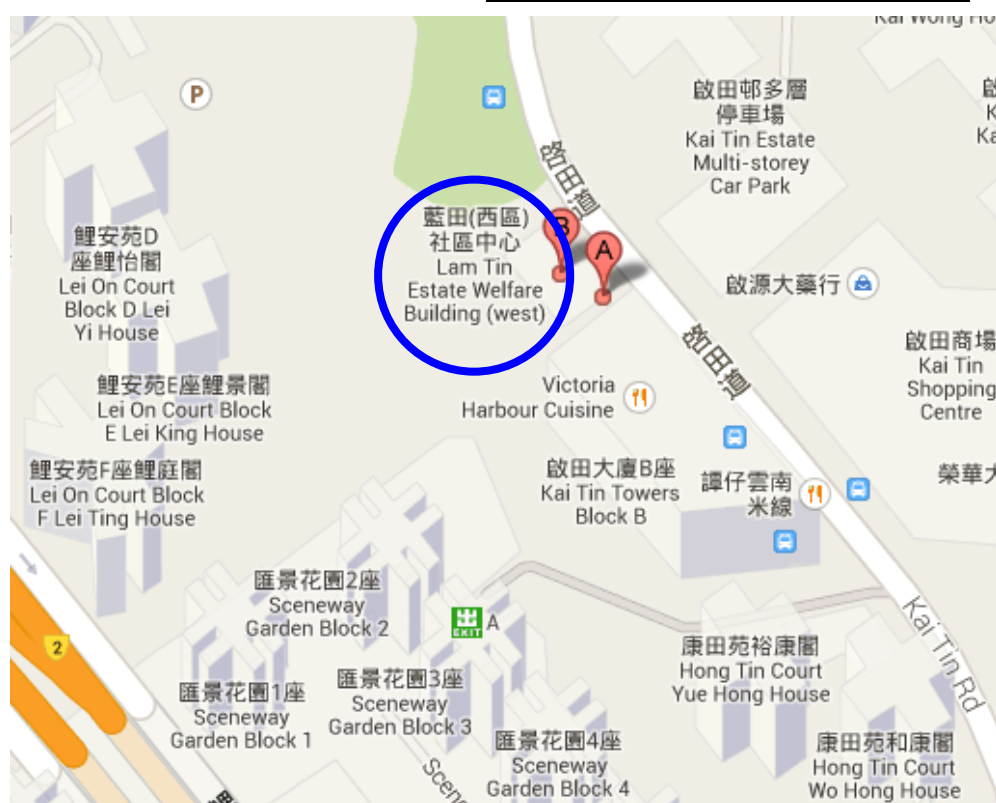 Kai Wong Ho
P
啟田邨多層
停車場
Kai Tin Estate
Multi-storey
Car Park
啟
K
Ka
啓田道
藍田(西區)
社區中心
Lam Tin
Estate Welfare
Building (west)
B
A
鯉安苑D
座鯉怡閣
Lei On Court
Block D Lei
Yi House
啟源大藥行
啓田道
啟田商場
Kai Tin
Shopping
Centre
鯉安苑E座鯉景閣
Lei On Court Block
E Lei King House
Victoria
Harbour Cuisine
鯉安苑F座鯉庭閣
Lei On Court Block
F Lei Ting House
啟田大廈B座
Kai Tin Towers
Block B
譚仔雲南
米線
榮華大
匯景花園2座
Sceneway
Garden Block 2
EXIT A
Kai Tin Rd
2
康田苑裕康閣
Hong Tin Court
Yue Hong House
匯景花園1座
Sceneway
Garden Block 1
匯景花園3座
Sceneway
Garden Block 3
匯景花園4座
Sceneway
Garden Block 4
Scene
康田苑和康閣
Hong Tin Court
Wo Hong House